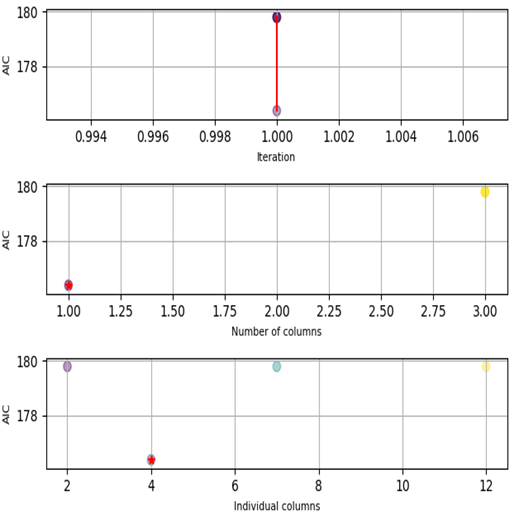 180
178
AIC
0.994 0.996 0.998 1.000 1.002 1.004 1.006
Iteration
180
178
AIC
1.00 1.25 1.50 1.75 2.00 2.25 2.50 2.75 3.00
Number of columns
180
178
AIC
2 4 6 8 10 12
Individual columns